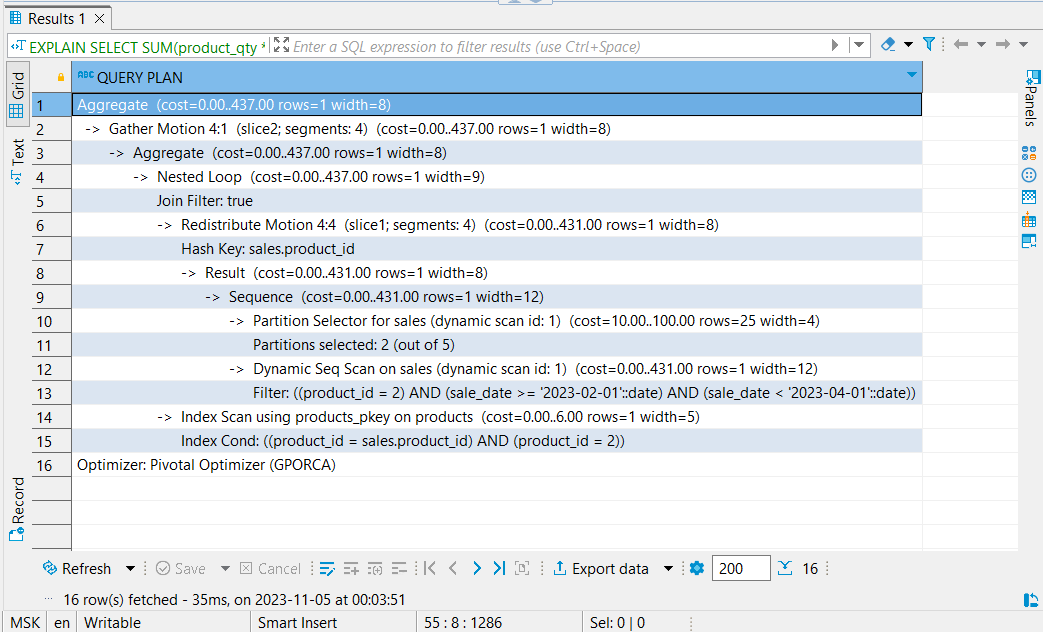 Results 1
EXPLAIN SELECT SUM(product_qty Enter a SQL expression to filter results (use Ctrl+Space)
Grid
Text
Record
Panels
ABC QUERY PLAN
1 Aggregate (cost=0.00..437.00 rows=1 width=8)
2 -> Gather Motion 4:1 (slice2; segments: 4) (cost=0.00..437.00 rows=1 width=8)
3 -> Aggregate (cost=0.00..437.00 rows=1 width=8)
4 -> Nested Loop (cost=0.00..437.00 rows=1 width=9)
5 Join Filter: true
6 -> Redistribute Motion 4:4 (slice1; segments: 4) (cost=0.00..431.00 rows=1 width=8)
7 Hash Key: sales.product_id
8 -> Result (cost=0.00..431.00 rows=1 width=8)
9 -> Sequence (cost=0.00..431.00 rows=1 width=12)
10 -> Partition Selector for sales (dynamic scan id: 1) (cost=10.00..100.00 rows=25 width=4)
11 Partitions selected: 2 (out of 5)
12 -> Dynamic Seq Scan on sales (dynamic scan id: 1) (cost=0.00..431.00 rows=1 width=12)
13 Filter: ((product_id = 2) AND (sale_date >= '2023-02-01'::date) AND (sale_date < '2023-04-01'::date))
14 -> Index Scan using products_pkey on products (cost=0.00..6.00 rows=1 width=5)
15 Index Cond: ((product_id = sales.product_id) AND (product_id = 2))
16 Optimizer: Pivotal Optimizer (GPORCA)
Refresh Save Cancel Export data 200 16
16 row(s) fetched - 35ms, on 2023-11-05 at 00:03:51
MSK en Writable Smart Insert 55 : 8 : 1286 Sel: 0 | 0